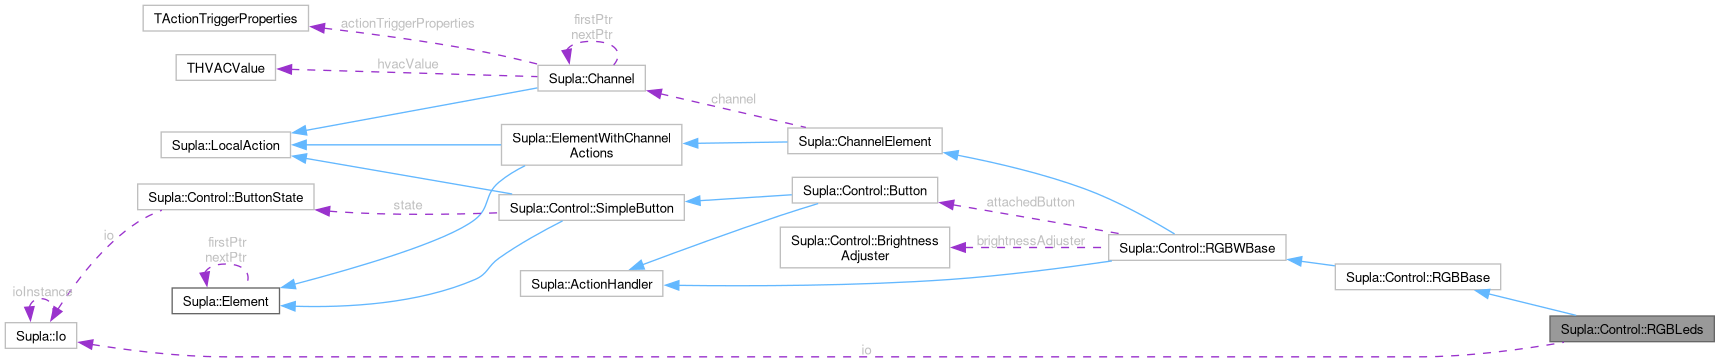 TActionTriggerProperties
actionTriggerProperties
firstPtr
nextPtr
THVACValue
hvacValue
Supla::Channel
channel
Supla::LocalAction
Supla::ElementWithChannel
Actions
Supla::ChannelElement
Supla::Control::ButtonState
state
Supla::Control::SimpleButton
Supla::Control::Button
attachedButton
io
firstPtr
nextPtr
Supla::Control::Brightness
Adjuster
brightnessAdjuster
Supla::Control::RGBWBase
ioInstance
Supla::Element
Supla::ActionHandler
Supla::Control::RGBBase
Supla::Io
Supla::Control::RGBLeds
io